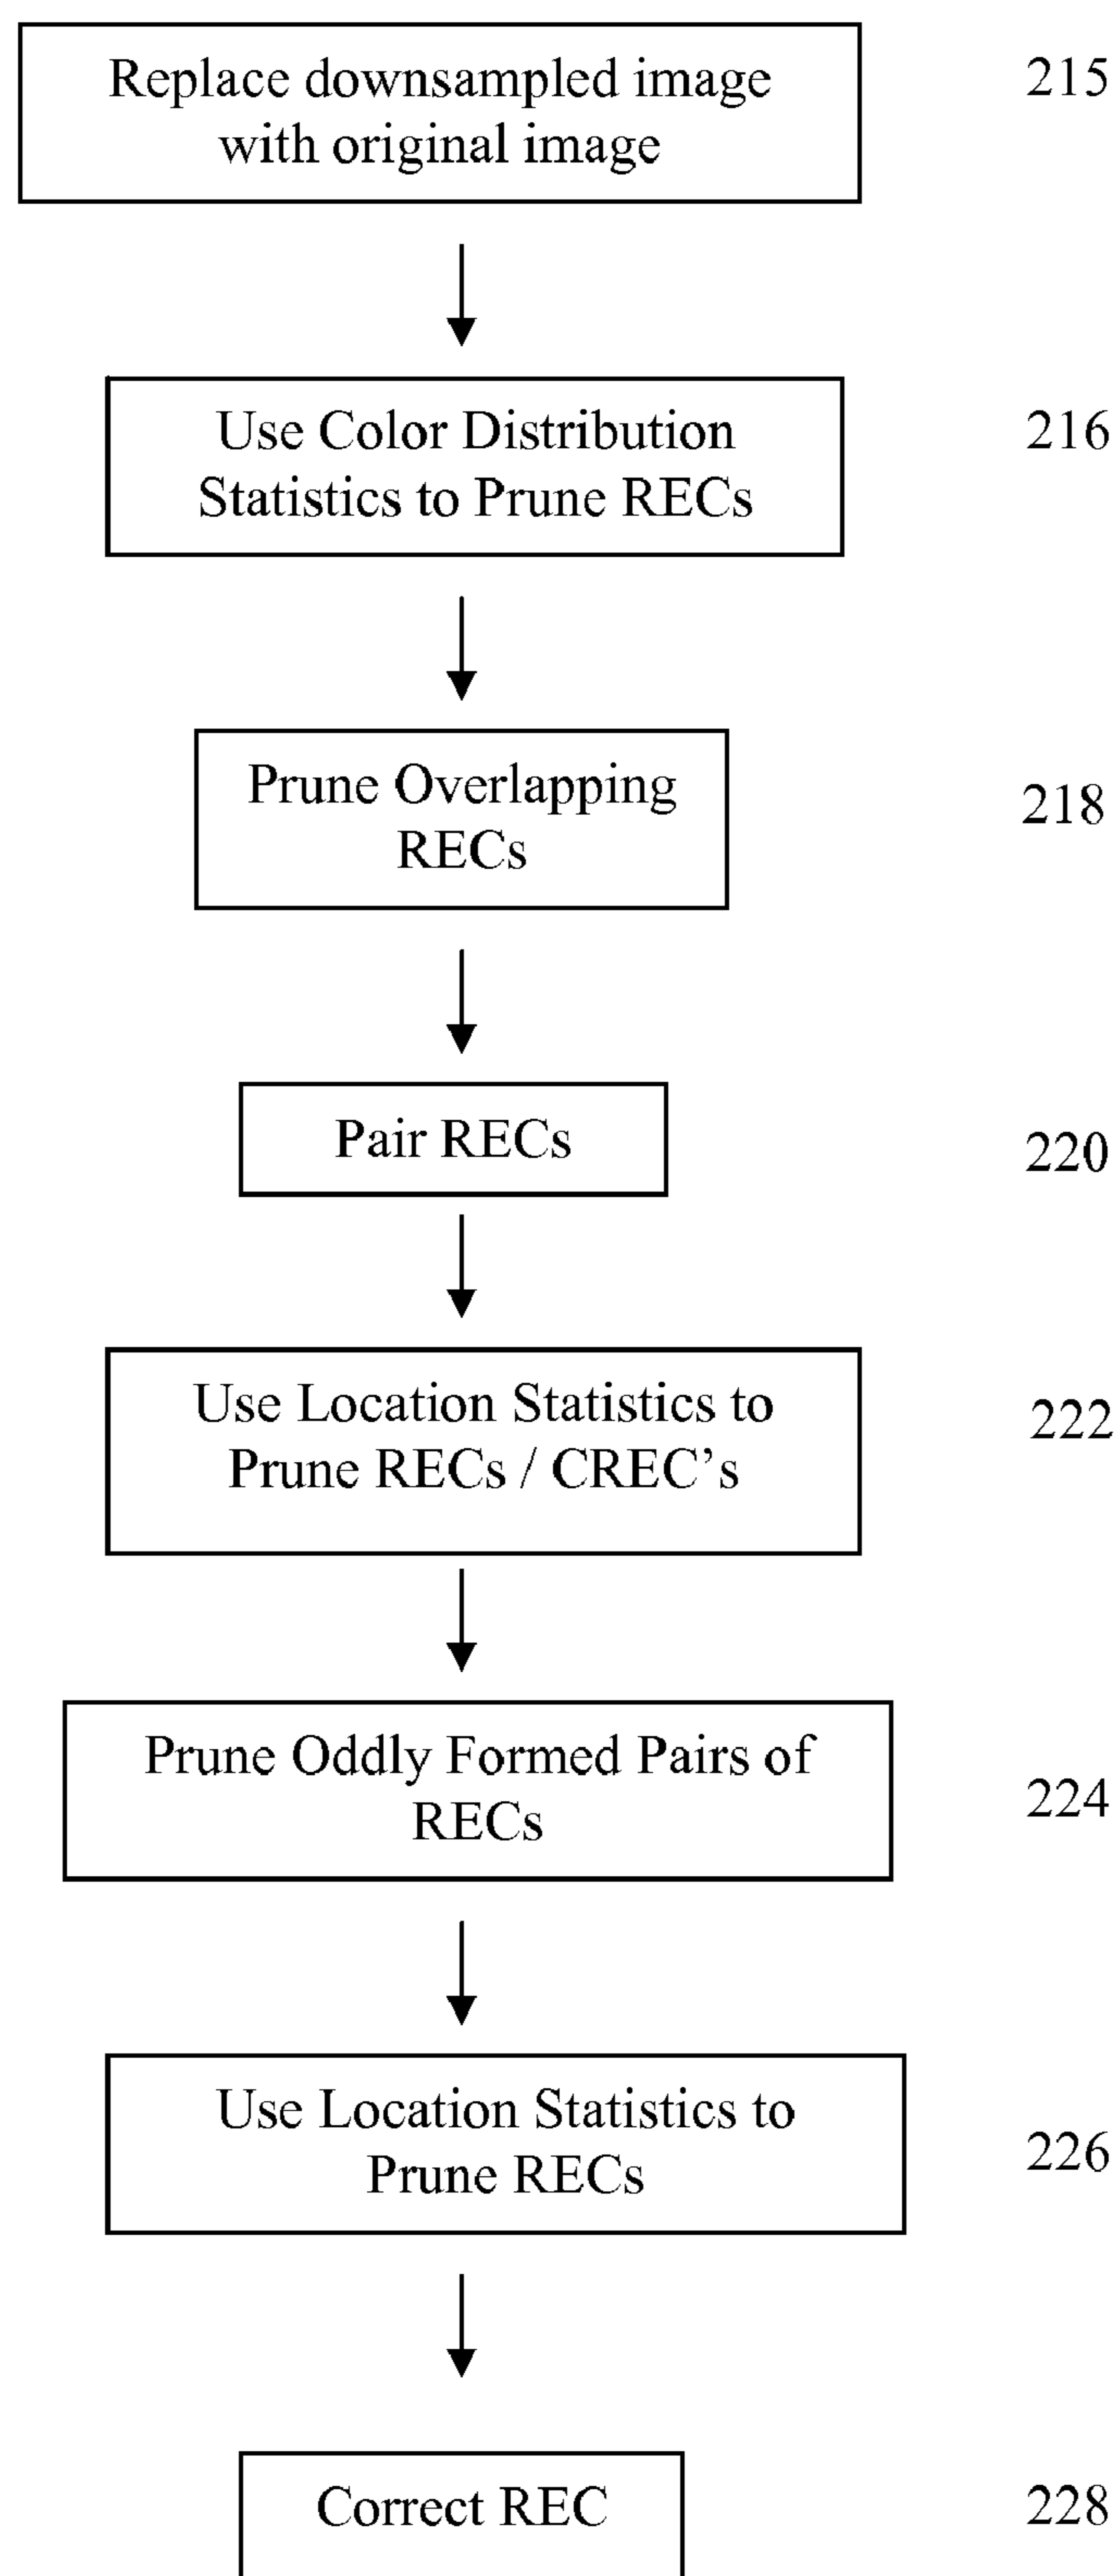 Replace downsampled image
with original image
215
Use Color Distribution
Statistics to Prune RECs
216
Prune Overlapping
RECs
218
Pair RECs
220
Use Location Statistics to
Prune RECs / CREC’s
222
Prune Oddly Formed Pairs of
RECs
224
Use Location Statistics to
Prune RECs
226
Correct REC
228